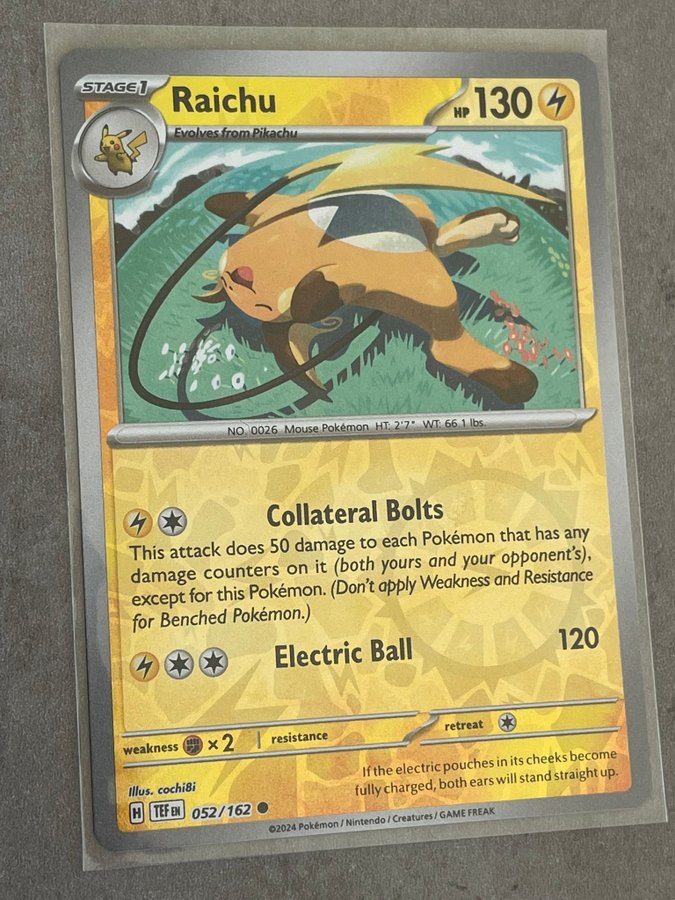 STAGE1
Raichu
HP 130
Evolves from Pikachu
NO. 0026 Mouse Pokémon HT: 2'7" WT: 66.1 lbs.
Collateral Bolts
This attack does 50 damage to each Pokémon that has any
damage counters on it (both yours and your opponent's),
except for this Pokémon. (Don't apply Weakness and Resistance
for Benched Pokémon.)
Electric Ball 120
weakness ×2 resistance retreat
If the electric pouches in its cheeks become
fully charged, both ears will stand straight up.
Illus. cochi8i
H TEF EN 052/162
©2024 Pokémon / Nintendo / Creatures / GAME FREAK